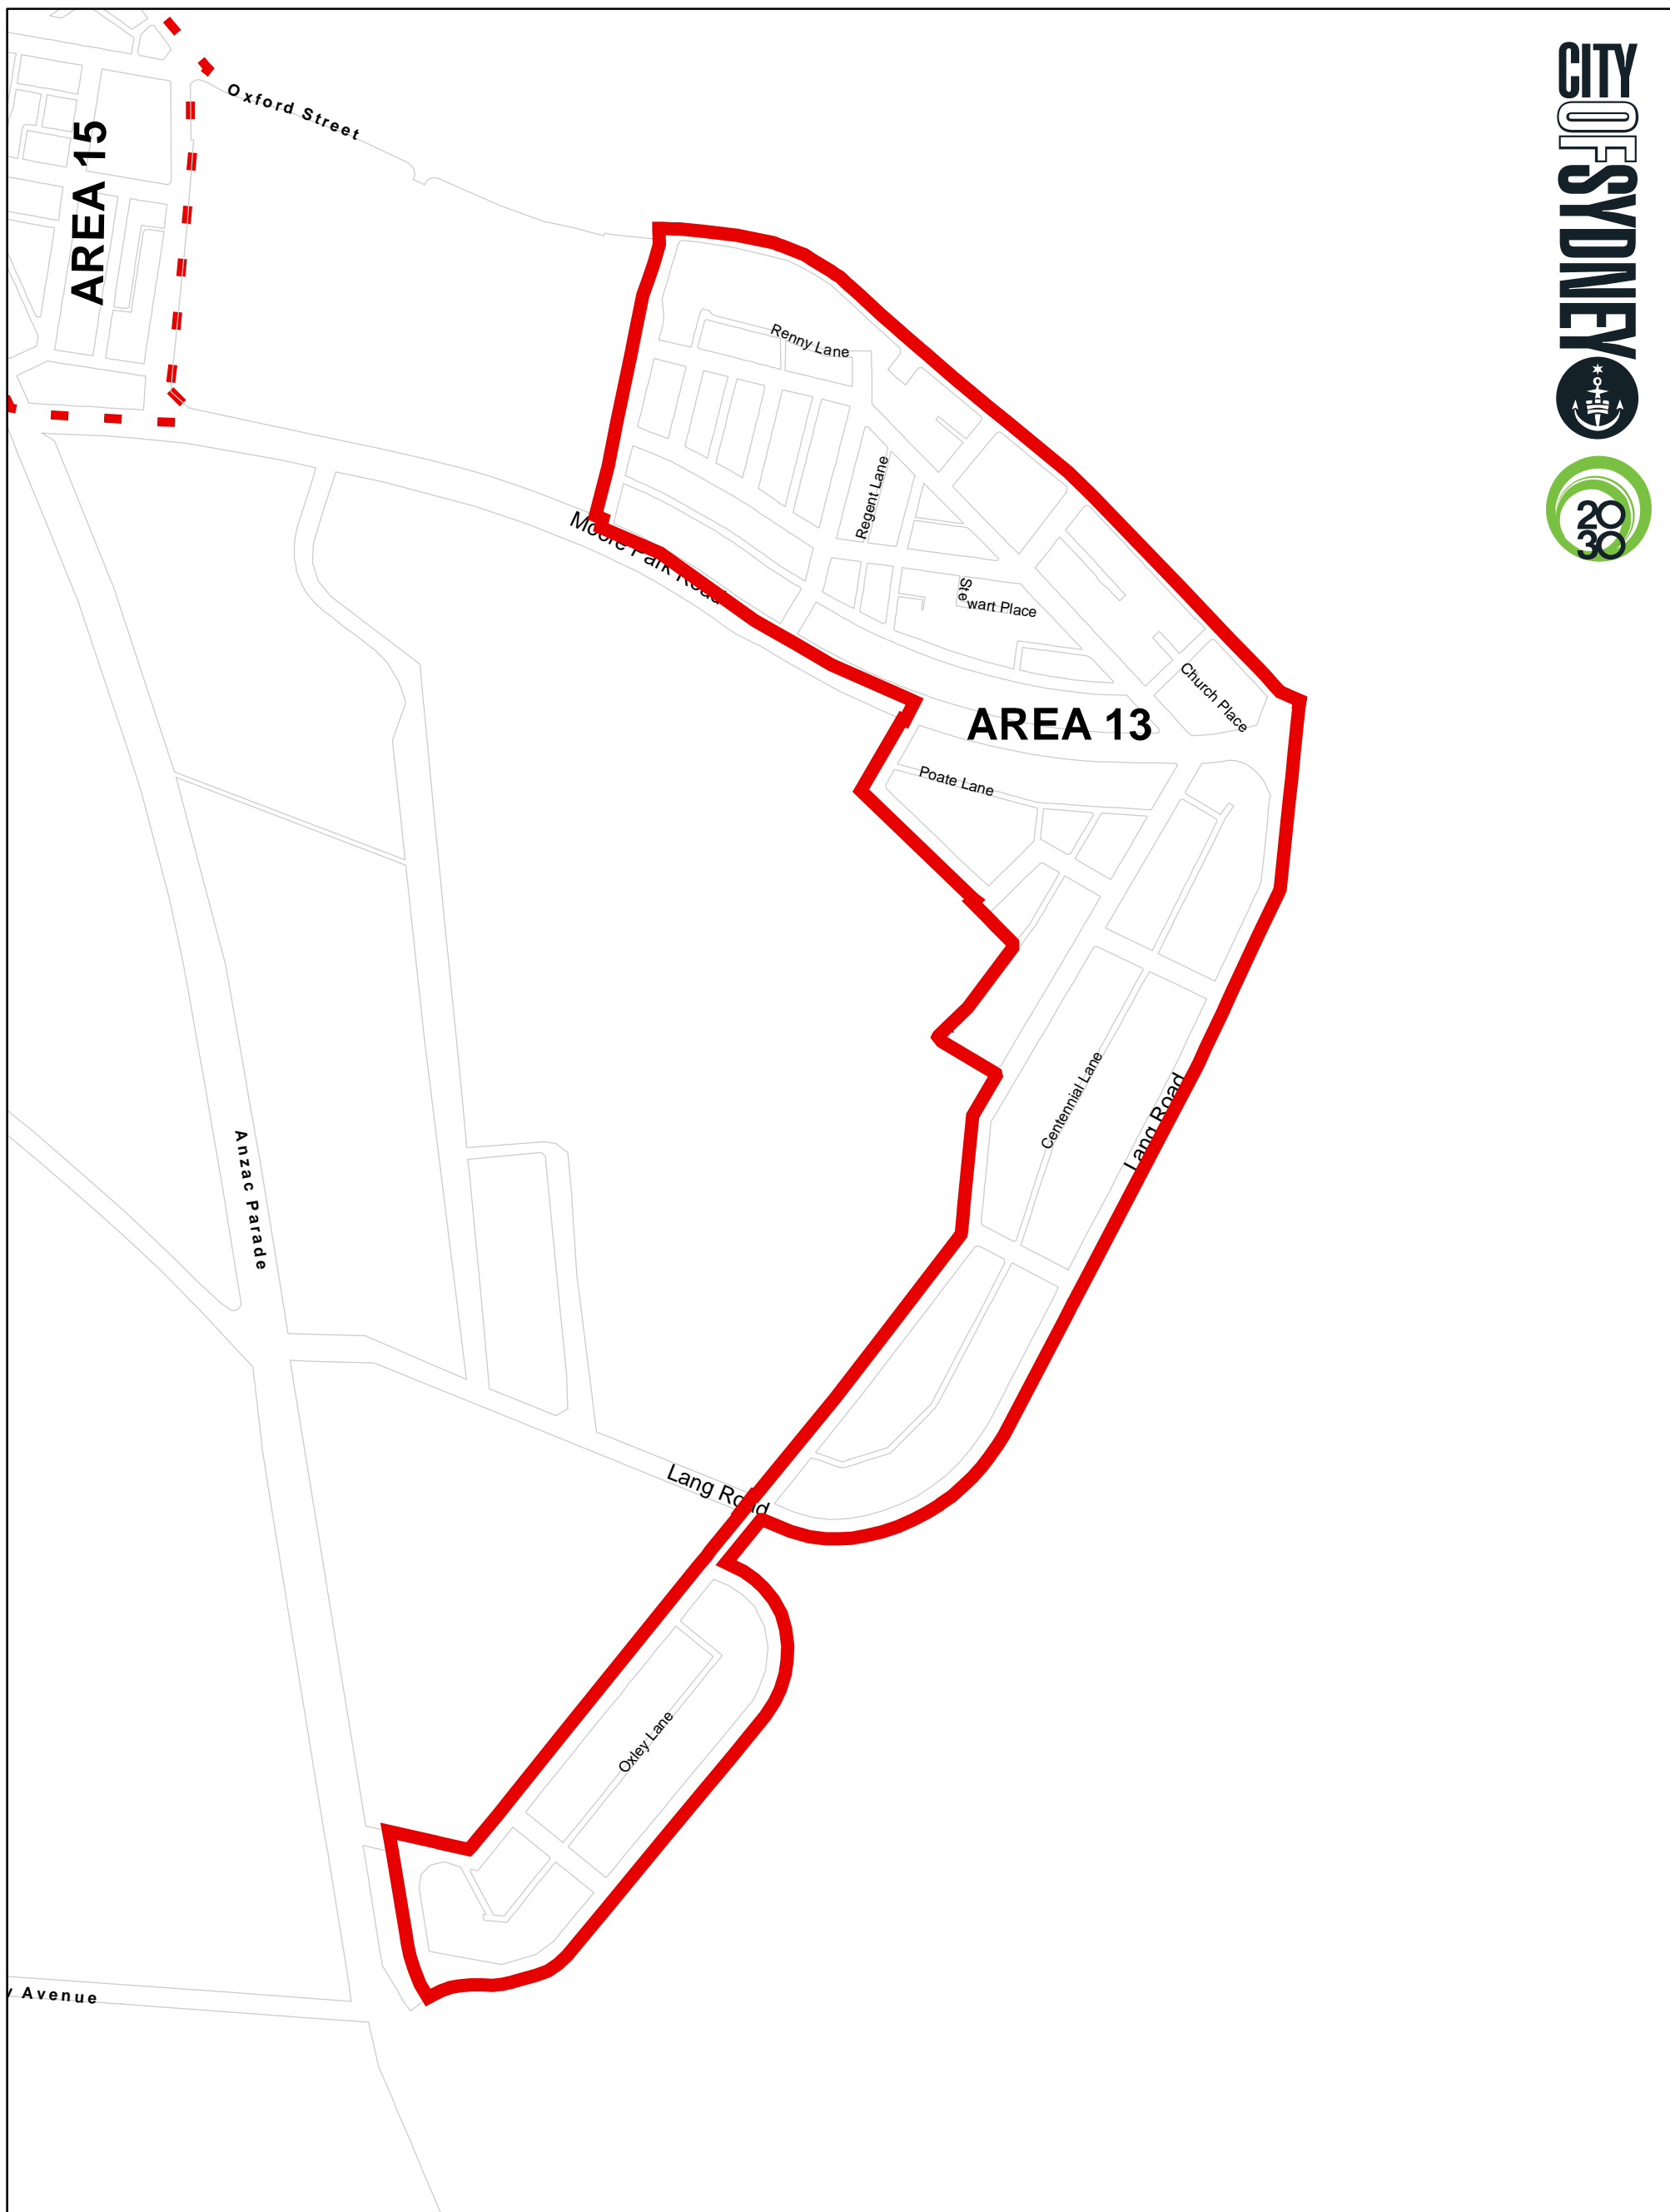 CITY OF SYDNEY
2030
Oxford Street
AREA 15
Renny Lane
Regent Lane
Moore Park Road
Stewart Place
Church Place
AREA 13
Poate Lane
Centennial Lane
Lang Road
Anzac Parade
Lang Road
Oxley Lane
Avenue